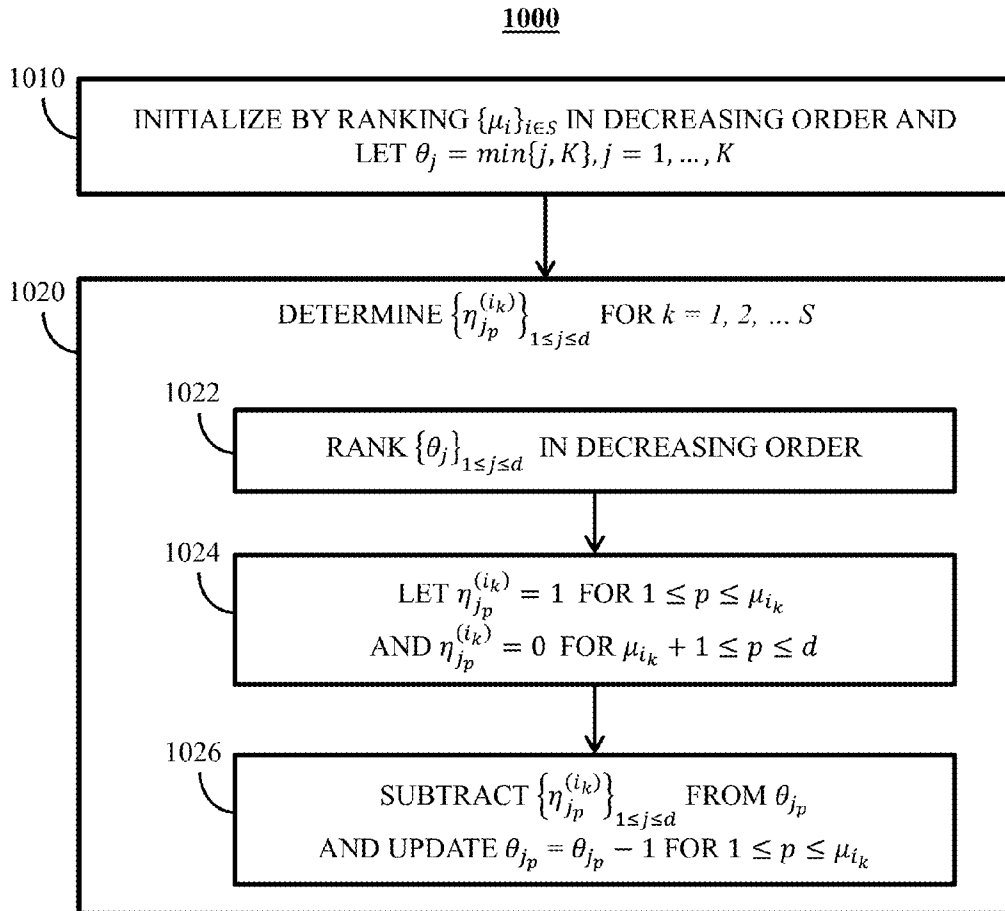 1000
1010
INITIALIZE BY RANKING {μ_i}_{i∈S} IN DECREASING ORDER AND
LET θ_j = min{j, K}, j = 1, …, K
1020
DETERMINE {η_{j_p}^{(i_k)}}_{1≤j≤d} FOR k = 1, 2, ... S
1022
RANK {θ_j}_{1≤j≤d} IN DECREASING ORDER
1024
LET η_{j_p}^{(i_k)} = 1 FOR 1 ≤ p ≤ μ_{i_k}
AND η_{j_p}^{(i_k)} = 0 FOR μ_{i_k} + 1 ≤ p ≤ d
1026
SUBTRACT {η_{j_p}^{(i_k)}}_{1≤j≤d} FROM θ_{j_p}
AND UPDATE θ_{j_p} = θ_{j_p} − 1 FOR 1 ≤ p ≤ μ_{i_k}